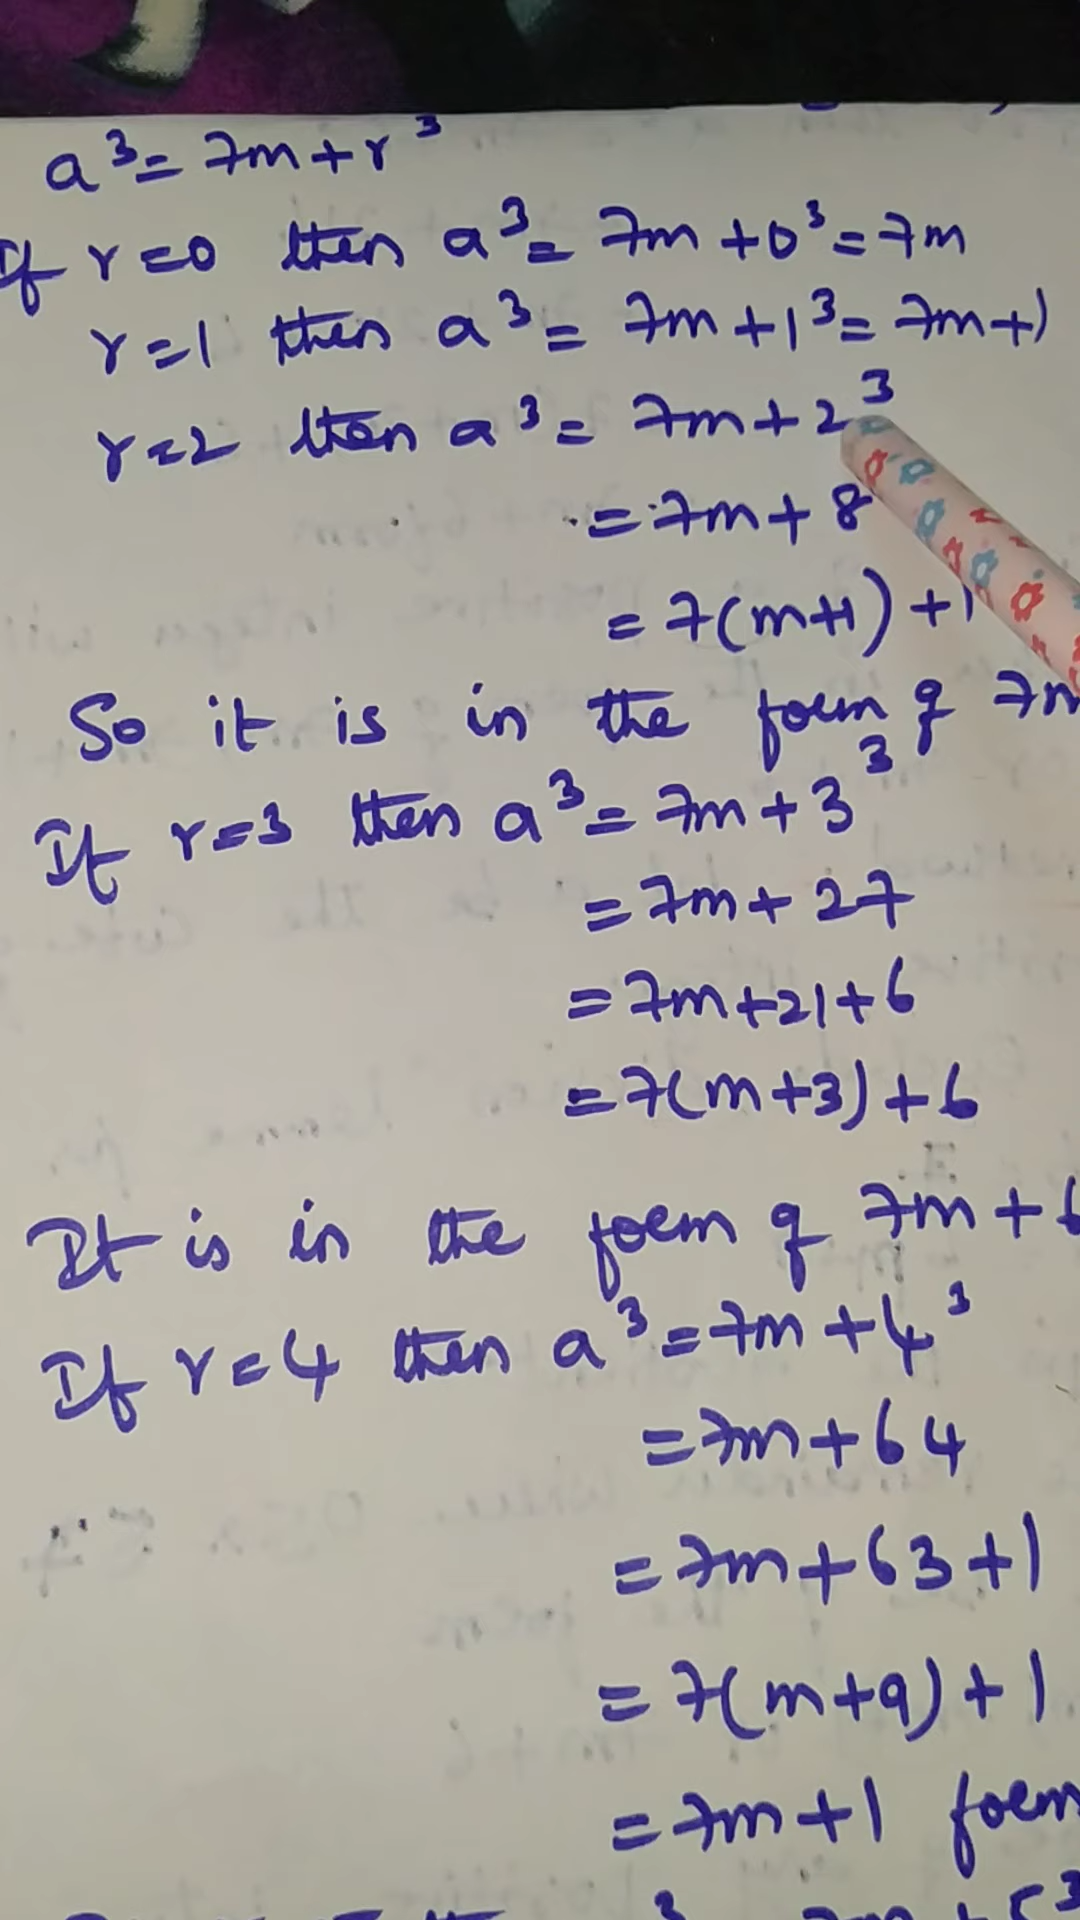 a³ = 7m + r³
If r=0 then a³ = 7m + 0³ = 7m
r=1 then a³ = 7m + 1³ = 7m + 1
r=2 then a³ = 7m + 2³
= 7m + 8
= 7(m+1) + 1
So it is in the form of 7m
If r=3 then a³ = 7m + 3³
= 7m + 27
= 7m + 21 + 6
= 7(m+3) + 6
It is in the form of 7m + 6
If r=4 then a³ = 7m + 4³
= 7m + 64
= 7m + 63 + 1
= 7(m+9) + 1
= 7m + 1 form